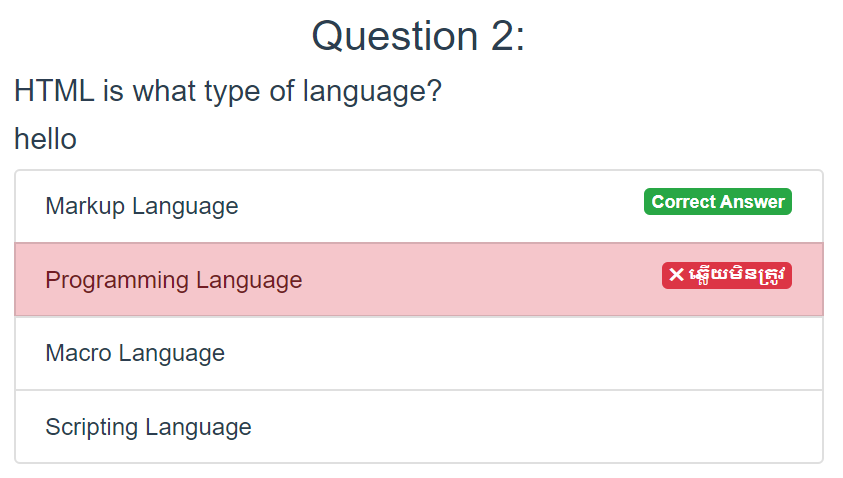 Question 2:
HTML is what type of language?
hello
Markup Language
Correct Answer
Programming Language
✕ ឆ្លើយមិនត្រូវ
Macro Language
Scripting Language